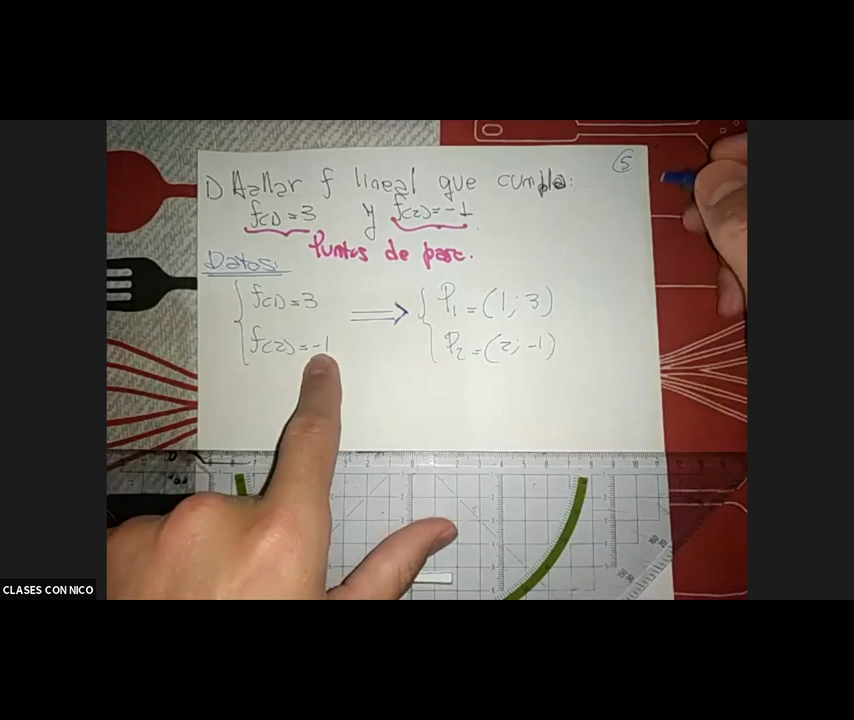 ⑤
1) Hallar f lineal que cumpla:
f(1)=3 y f(2)=-1.
Puntos de paso.
Datos:
f(1)=3 ⟹ P₁=(1;3)
f(2)=-1 P₂=(2;-1)
CLASES CON NICO